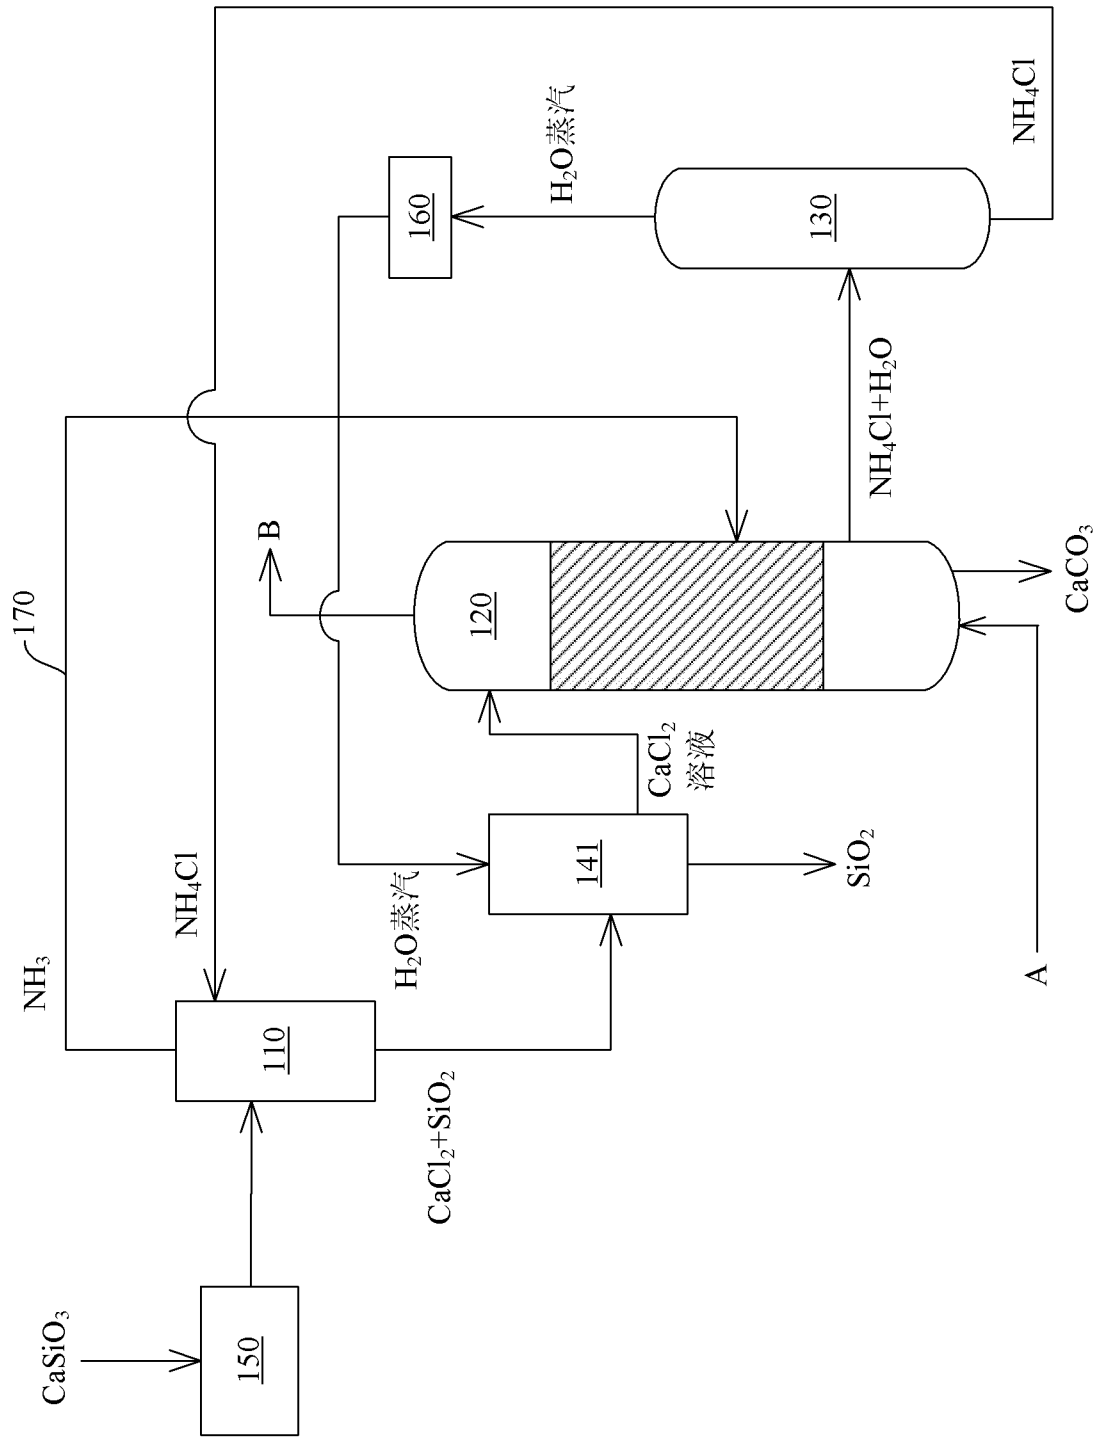 CaSiO₃
150
NH₃
170
NH₄Cl
110
CaCl₂+SiO₂
H₂O蒸汽
141
SiO₂
CaCl₂
溶液
B
120
A
CaCO₃
NH₄Cl+H₂O
160
H₂O蒸汽
130
NH₄Cl